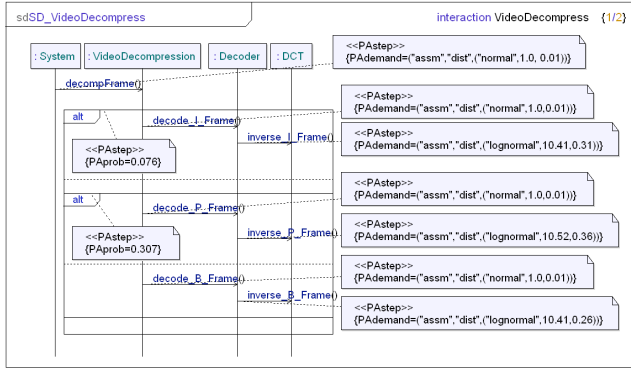 sdSD_VideoDecompress
interaction VideoDecompress {1/2}
: System
: VideoDecompression
: Decoder
: DCT
<<PAstep>>
{PAdemand=("assm","dist",("normal",1.0, 0.01))}
decompFrame()
alt
<<PAstep>>
{PAdemand=("assm","dist",("normal",1.0,0.01))}
decode_I_Frame()
<<PAstep>>
{PAdemand=("assm","dist",("lognormal",10.41,0.31))}
inverse_I_Frame()
<<PAstep>>
{PAprob=0.076}
<<PAstep>>
{PAdemand=("assm","dist",("normal",1.0,0.01))}
alt
decode_P_Frame()
<<PAstep>>
{PAdemand=("assm","dist",("lognormal",10.52,0.36))}
inverse_P_Frame()
<<PAstep>>
{PAprob=0.307}
<<PAstep>>
{PAdemand=("assm","dist",("normal",1.0,0.01))}
decode_B_Frame()
inverse_B_Frame()
<<PAstep>>
{PAdemand=("assm","dist",("lognormal",10.41,0.26))}